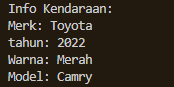 Info Kendaraan:
Merk: Toyota
tahun: 2022
Warna: Merah
Model: Camry